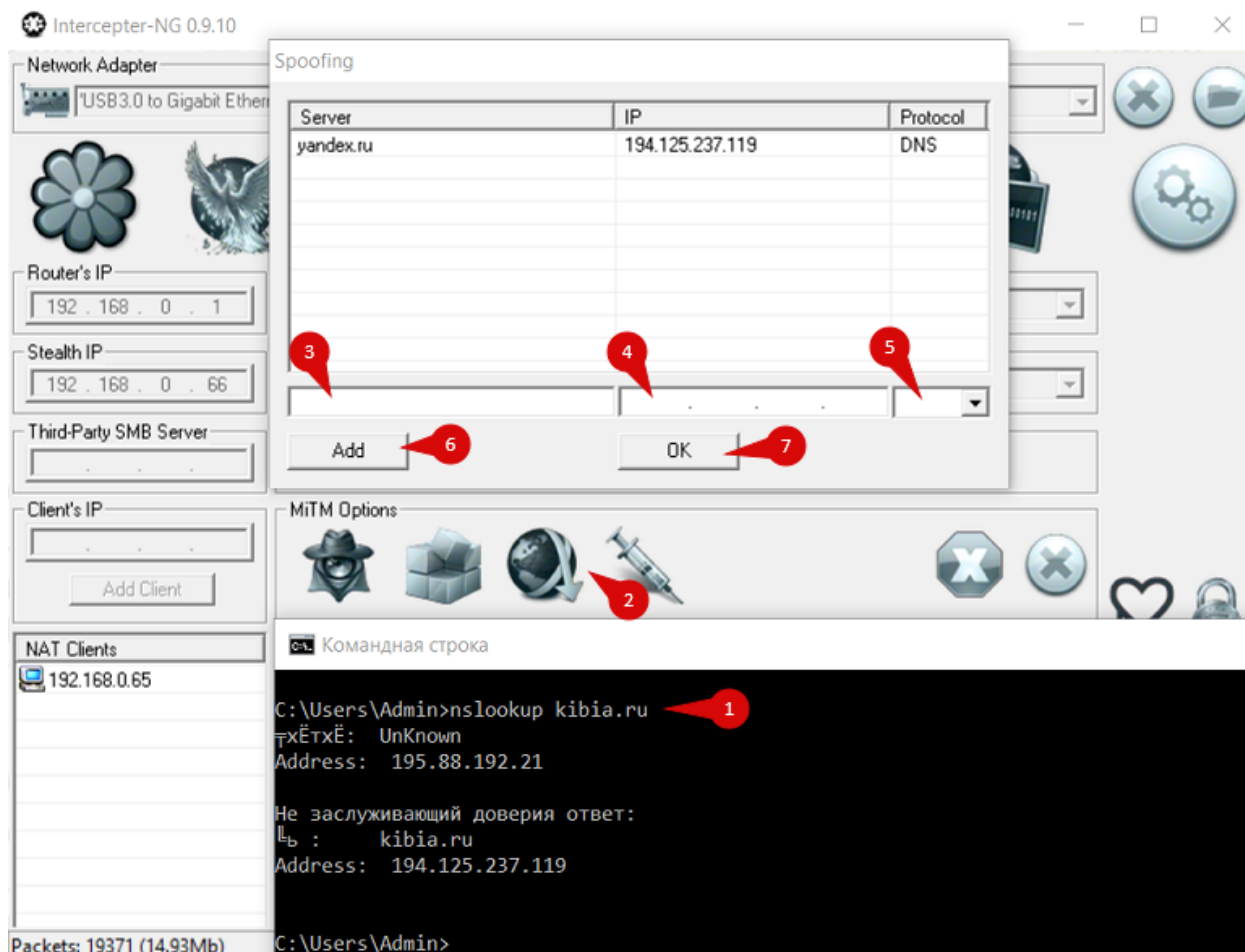 Intercepter-NG 0.9.10
Network Adapter
'USB3.0 to Gigabit Ether
Spoofing
Server IP Protocol
yandex.ru 194.125.237.119 DNS
Router's IP
192 . 168 . 0 . 1
Stealth IP
192 . 168 . 0 . 66
3 4 5
Third-Party SMB Server
. . .
Add 6 OK 7
Client's IP
. . .
Add Client
MiTM Options
2
NAT Clients
192.168.0.65
Командная строка
C:\Users\Admin>nslookup kibia.ru 1
╤хЁтхЁ: UnKnown
Address: 195.88.192.21
Не заслуживающий доверия ответ:
╚ь : kibia.ru
Address: 194.125.237.119
C:\Users\Admin>
Packets: 19371 (14.93Mb)